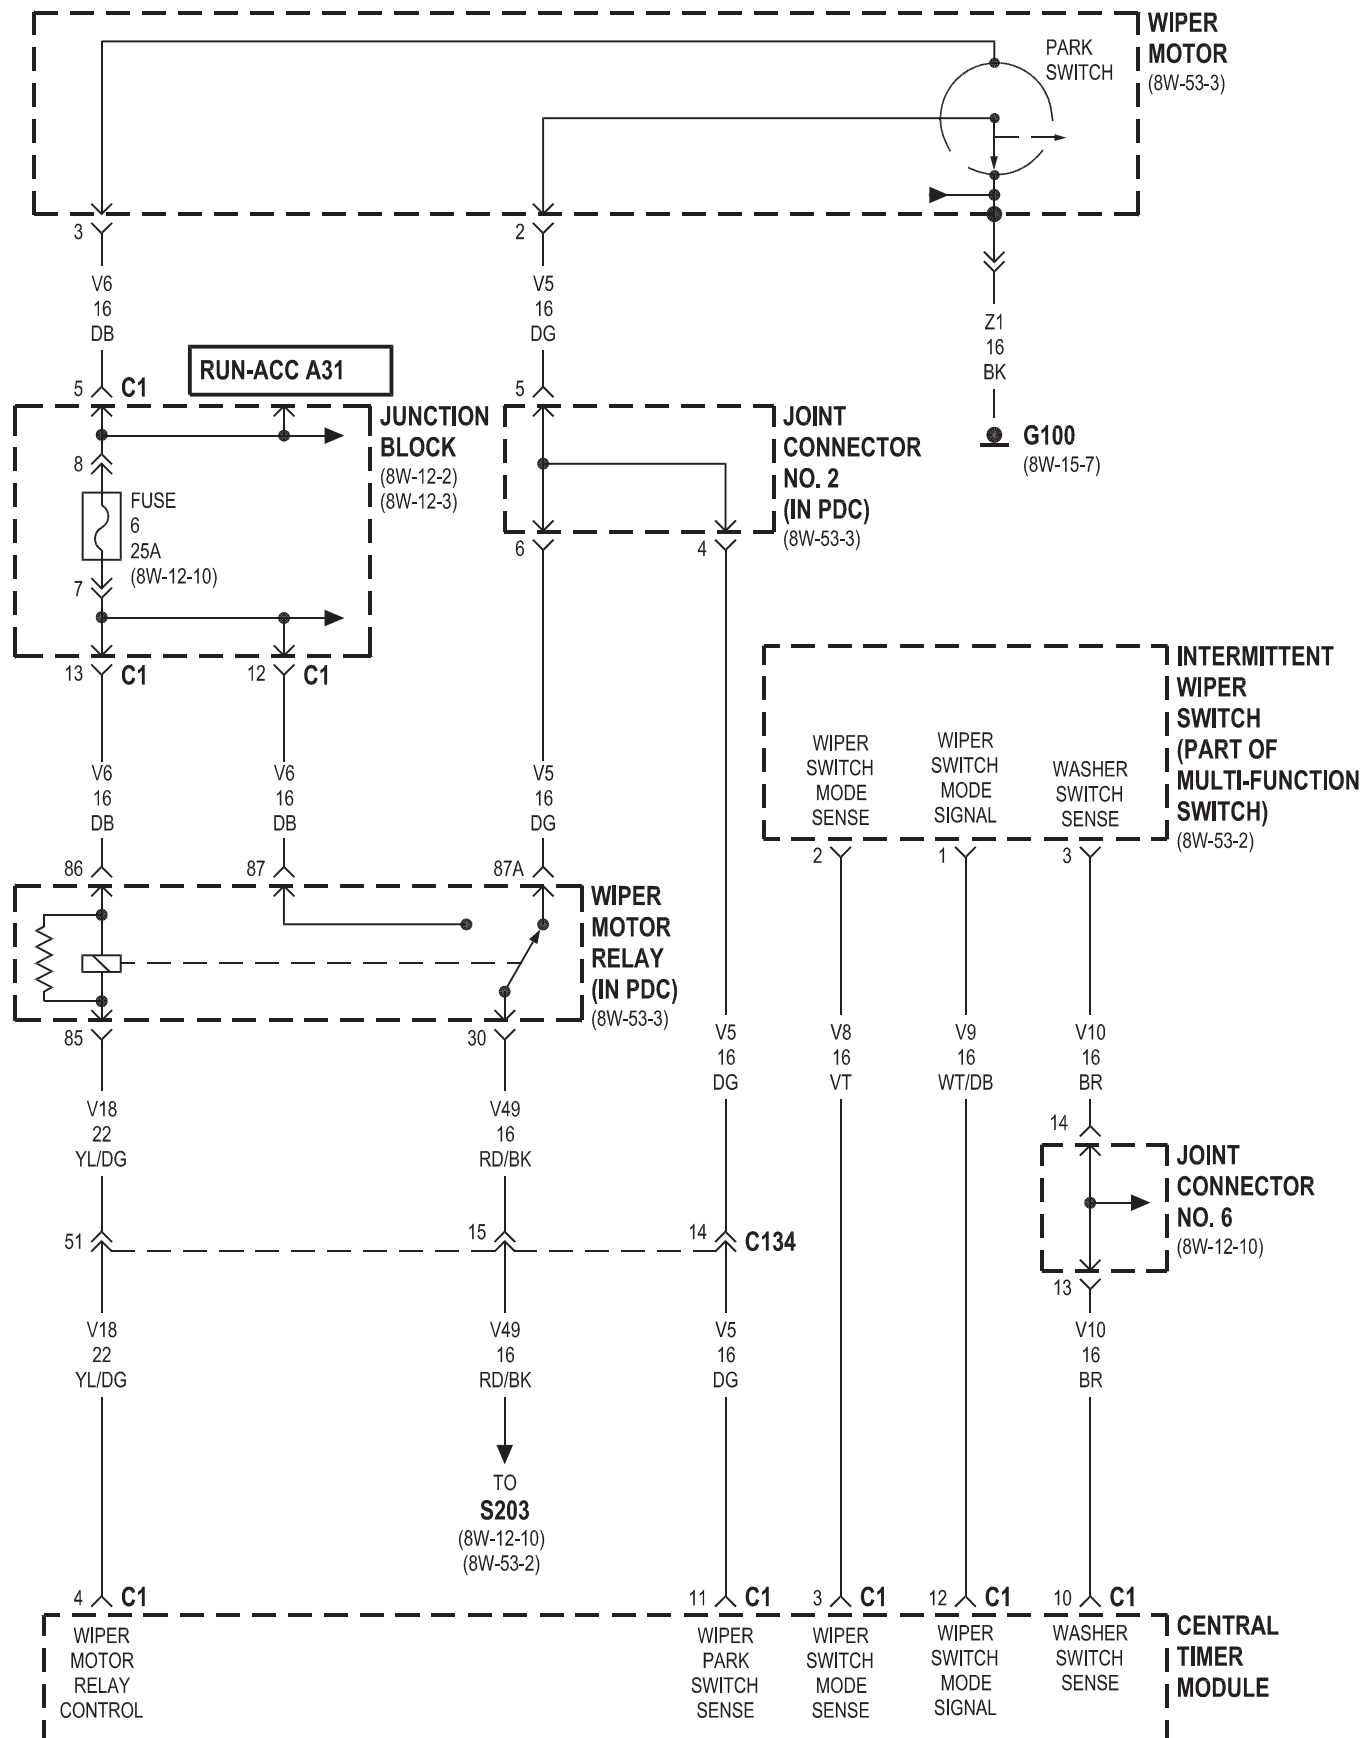 WIPER
MOTOR
(8W-53-3)
PARK
SWITCH
3
2
V6
16
DB
V5
16
DG
Z1
16
BK
RUN-ACC A31
5
C1
5
G100
(8W-15-7)
JUNCTION
BLOCK
(8W-12-2)
(8W-12-3)
JOINT
CONNECTOR
NO. 2
(IN PDC)
(8W-53-3)
8
FUSE
6
25A
(8W-12-10)
7
6
4
13
C1
12
C1
INTERMITTENT
WIPER
SWITCH
(PART OF
MULTI-FUNCTION
SWITCH)
(8W-53-2)
WIPER
SWITCH
MODE
SENSE
WIPER
SWITCH
MODE
SIGNAL
WASHER
SWITCH
SENSE
V6
16
DB
V6
16
DB
V5
16
DG
2
1
3
86
87
87A
WIPER
MOTOR
RELAY
(IN PDC)
(8W-53-3)
85
30
V5
16
DG
V8
16
VT
V9
16
WT/DB
V10
16
BR
V18
22
YL/DG
V49
16
RD/BK
14
JOINT
CONNECTOR
NO. 6
(8W-12-10)
51
15
14
C134
13
V18
22
YL/DG
V49
16
RD/BK
V5
16
DG
V10
16
BR
TO
S203
(8W-12-10)
(8W-53-2)
4
C1
11
C1
3
C1
12
C1
10
C1
WIPER
MOTOR
RELAY
CONTROL
WIPER
PARK
SWITCH
SENSE
WIPER
SWITCH
MODE
SENSE
WIPER
SWITCH
MODE
SIGNAL
WASHER
SWITCH
SENSE
CENTRAL
TIMER
MODULE